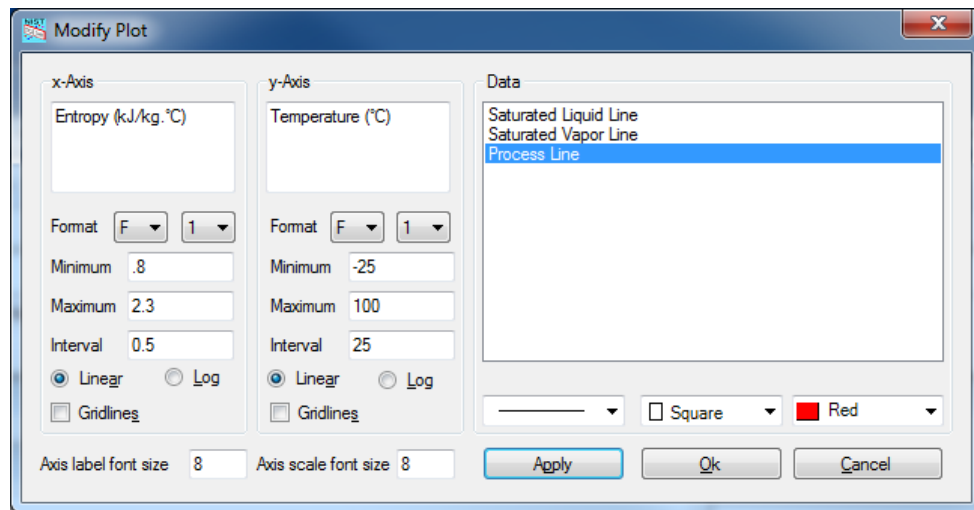 NIST
Modify Plot
x-Axis
Entropy (kJ/kg.°C)
Format F 1
Minimum .8
Maximum 2.3
Interval 0.5
Linear Log
Gridlines
y-Axis
Temperature (°C)
Format F 1
Minimum -25
Maximum 100
Interval 25
Linear Log
Gridlines
Data
Saturated Liquid Line
Saturated Vapor Line
Process Line
Square Red
Axis label font size 8 Axis scale font size 8 Apply Ok Cancel